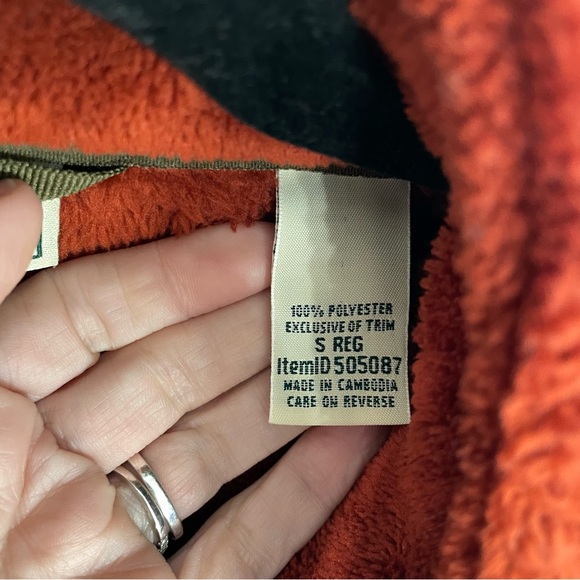 100% POLYESTER
EXCLUSIVE OF TRIM
S REG
ItemID 505087
MADE IN CAMBODIA
CARE ON REVERSE